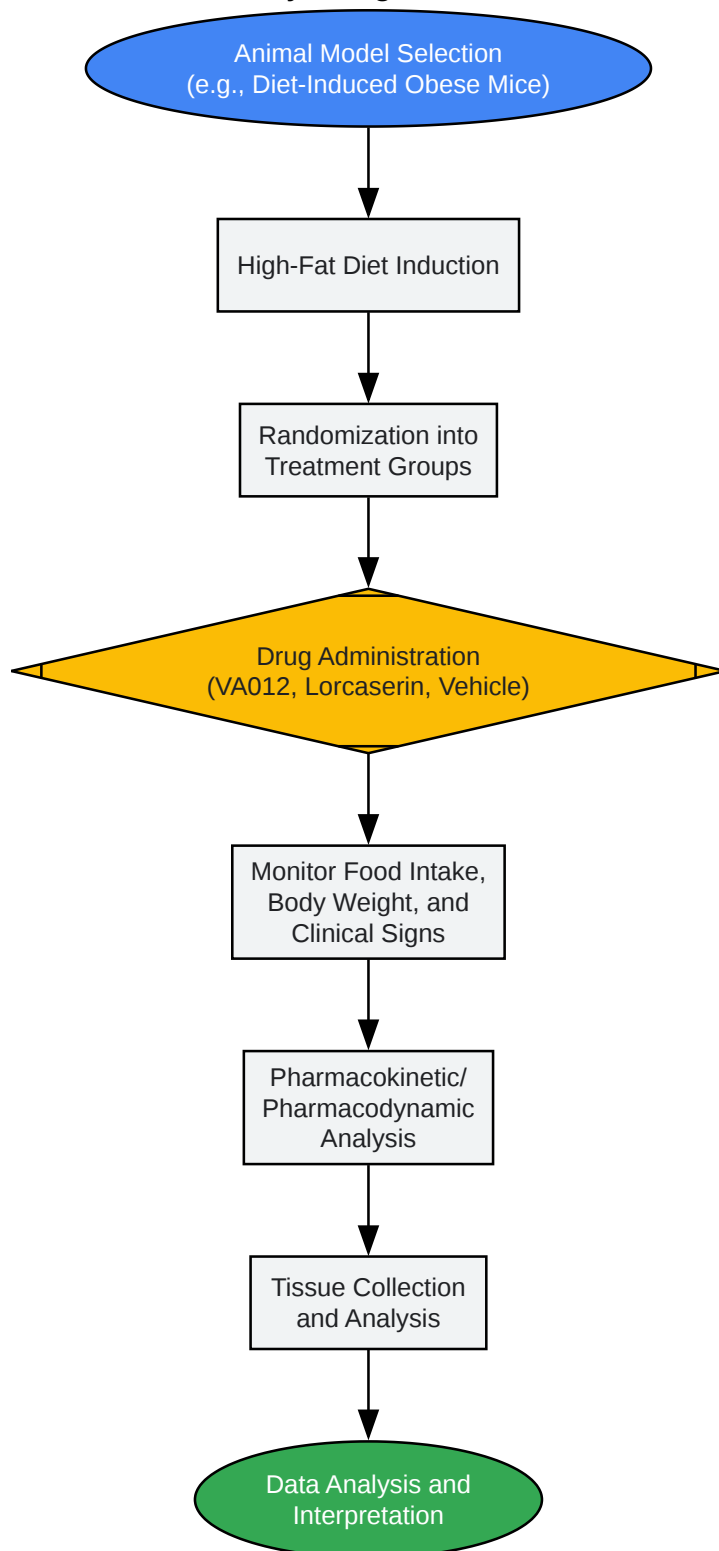 Animal Model Selection
(e.g., Diet-Induced Obese Mice)
High-Fat Diet Induction
Randomization into
Treatment Groups
Drug Administration
(VA012, Lorcaserin, Vehicle)
Monitor Food Intake,
Body Weight, and
Clinical Signs
Pharmacokinetic/
Pharmacodynamic
Analysis
Tissue Collection
and Analysis
Data Analysis and
Interpretation